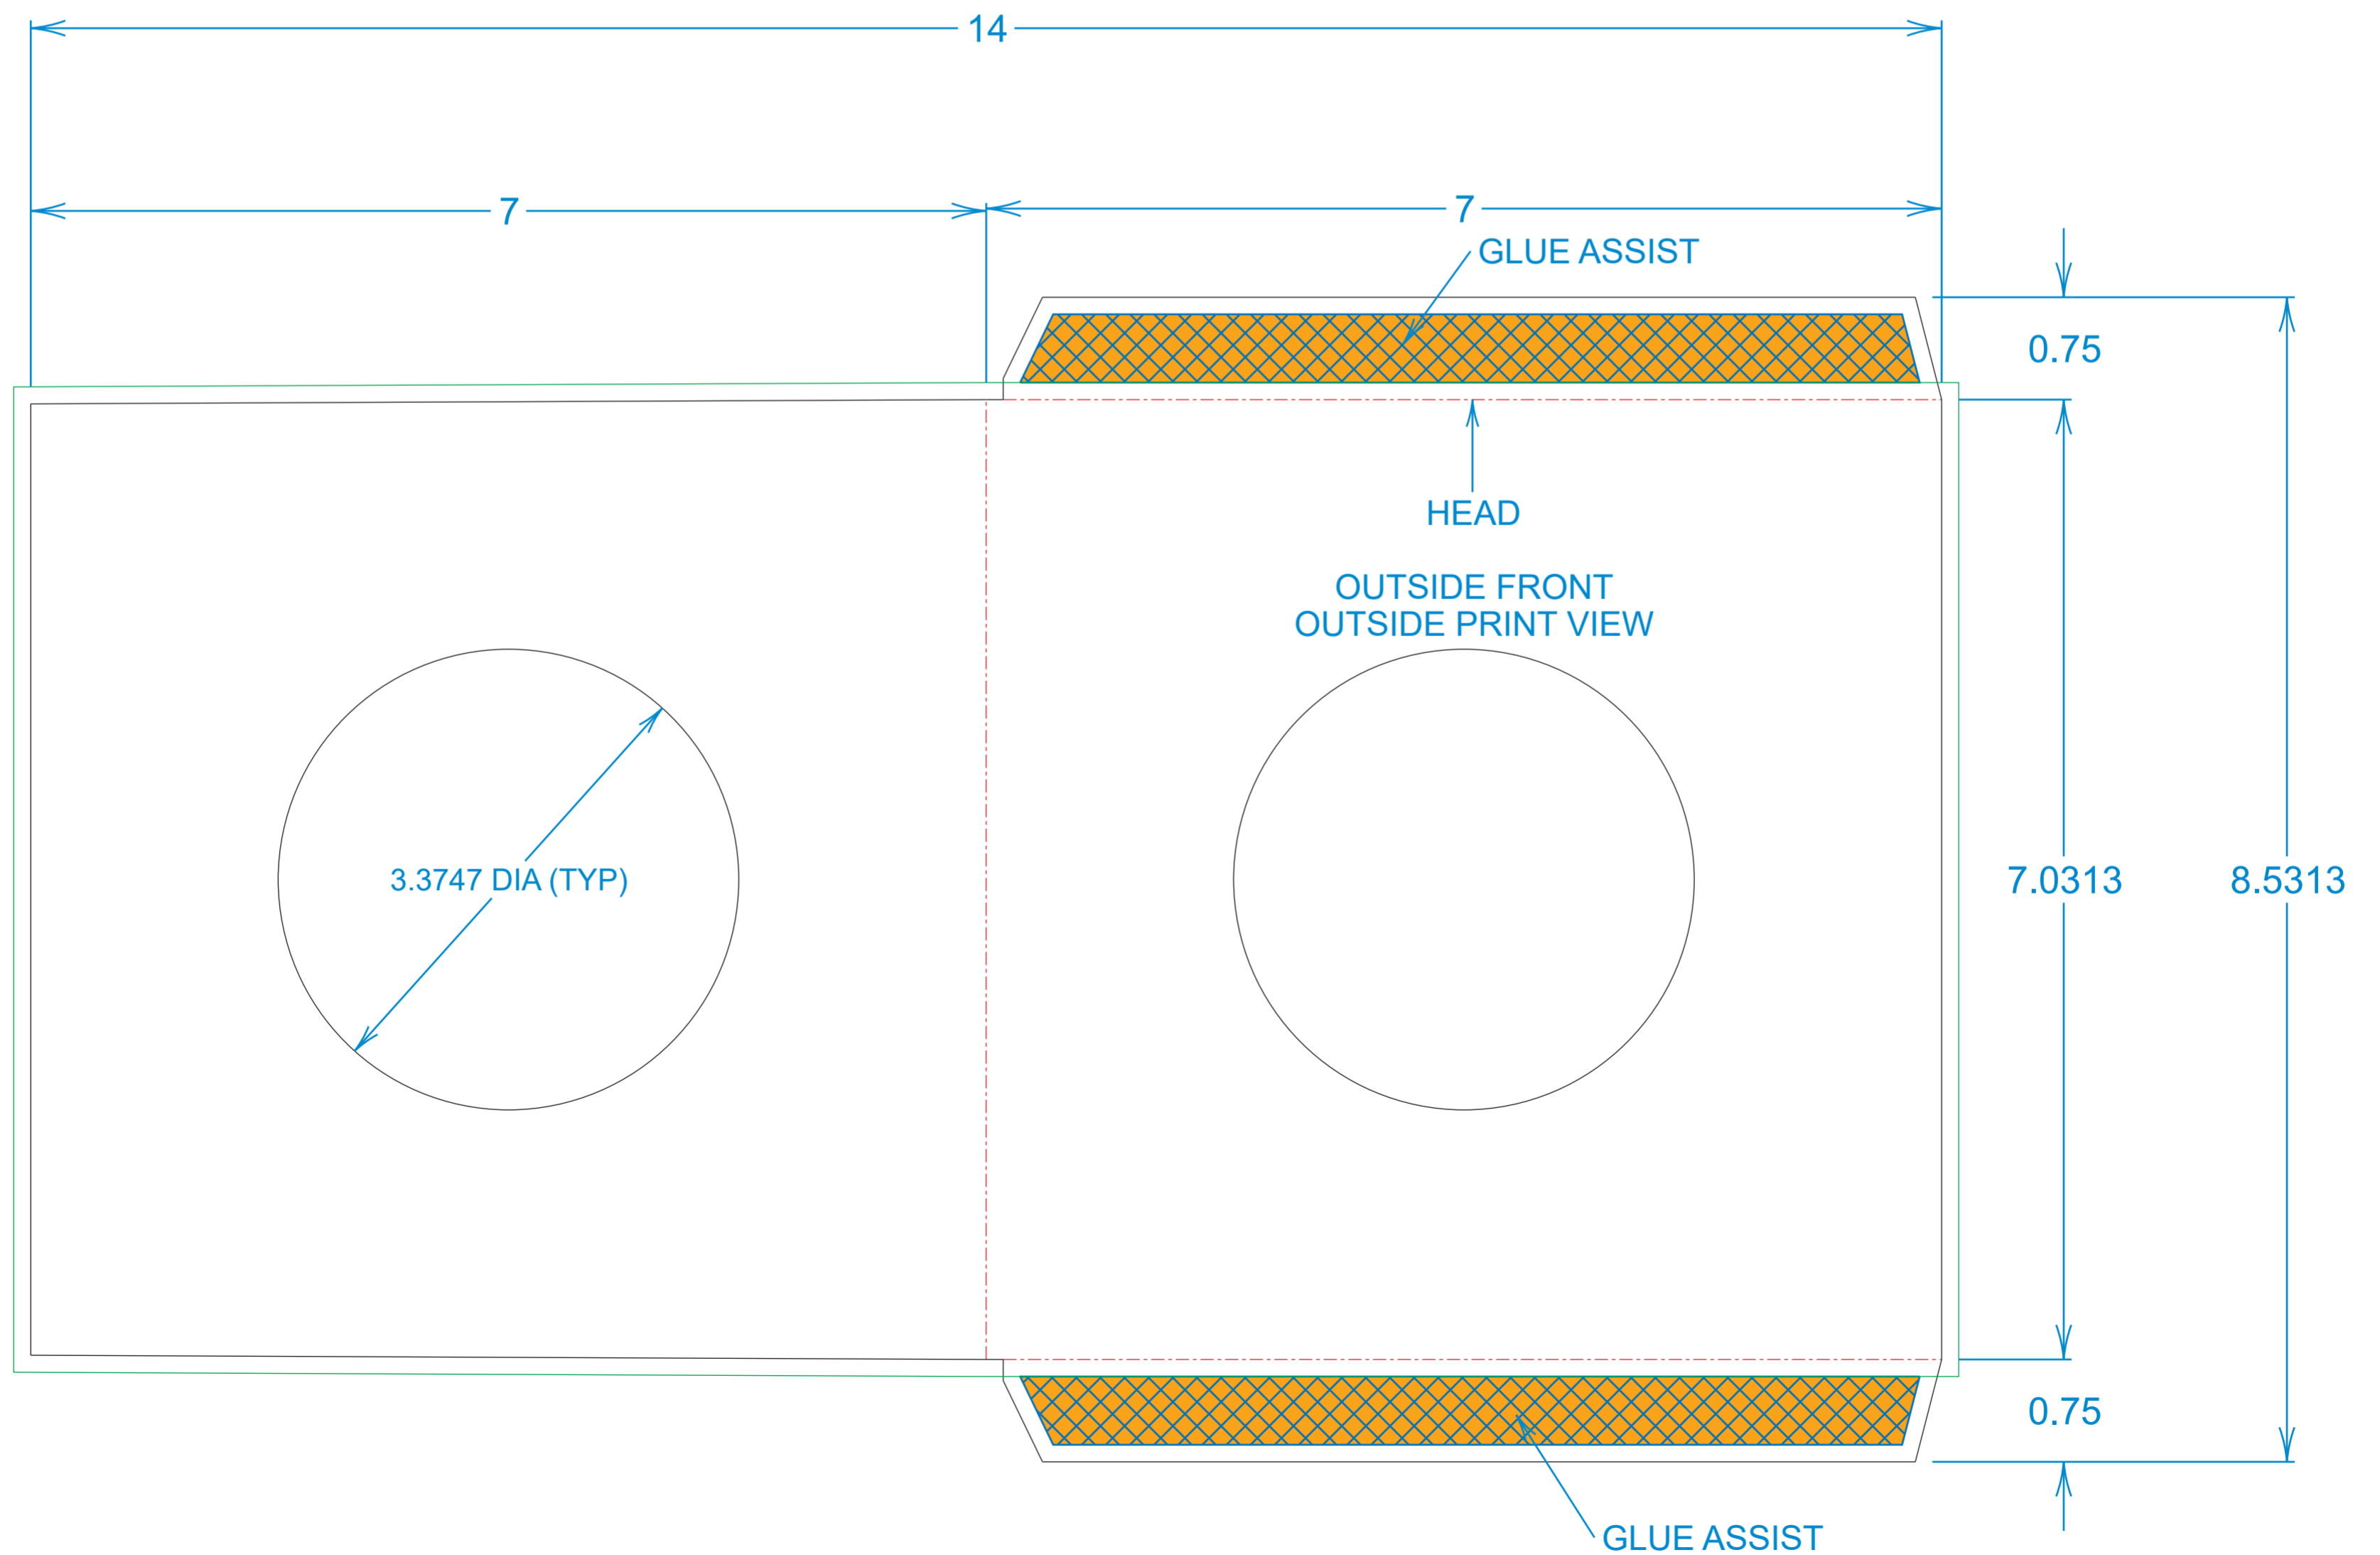 14
7
7
GLUE ASSIST
0.75
HEAD
OUTSIDE FRONT
OUTSIDE PRINT VIEW
3.3747 DIA (TYP)
7.0313
8.5313
0.75
GLUE ASSIST